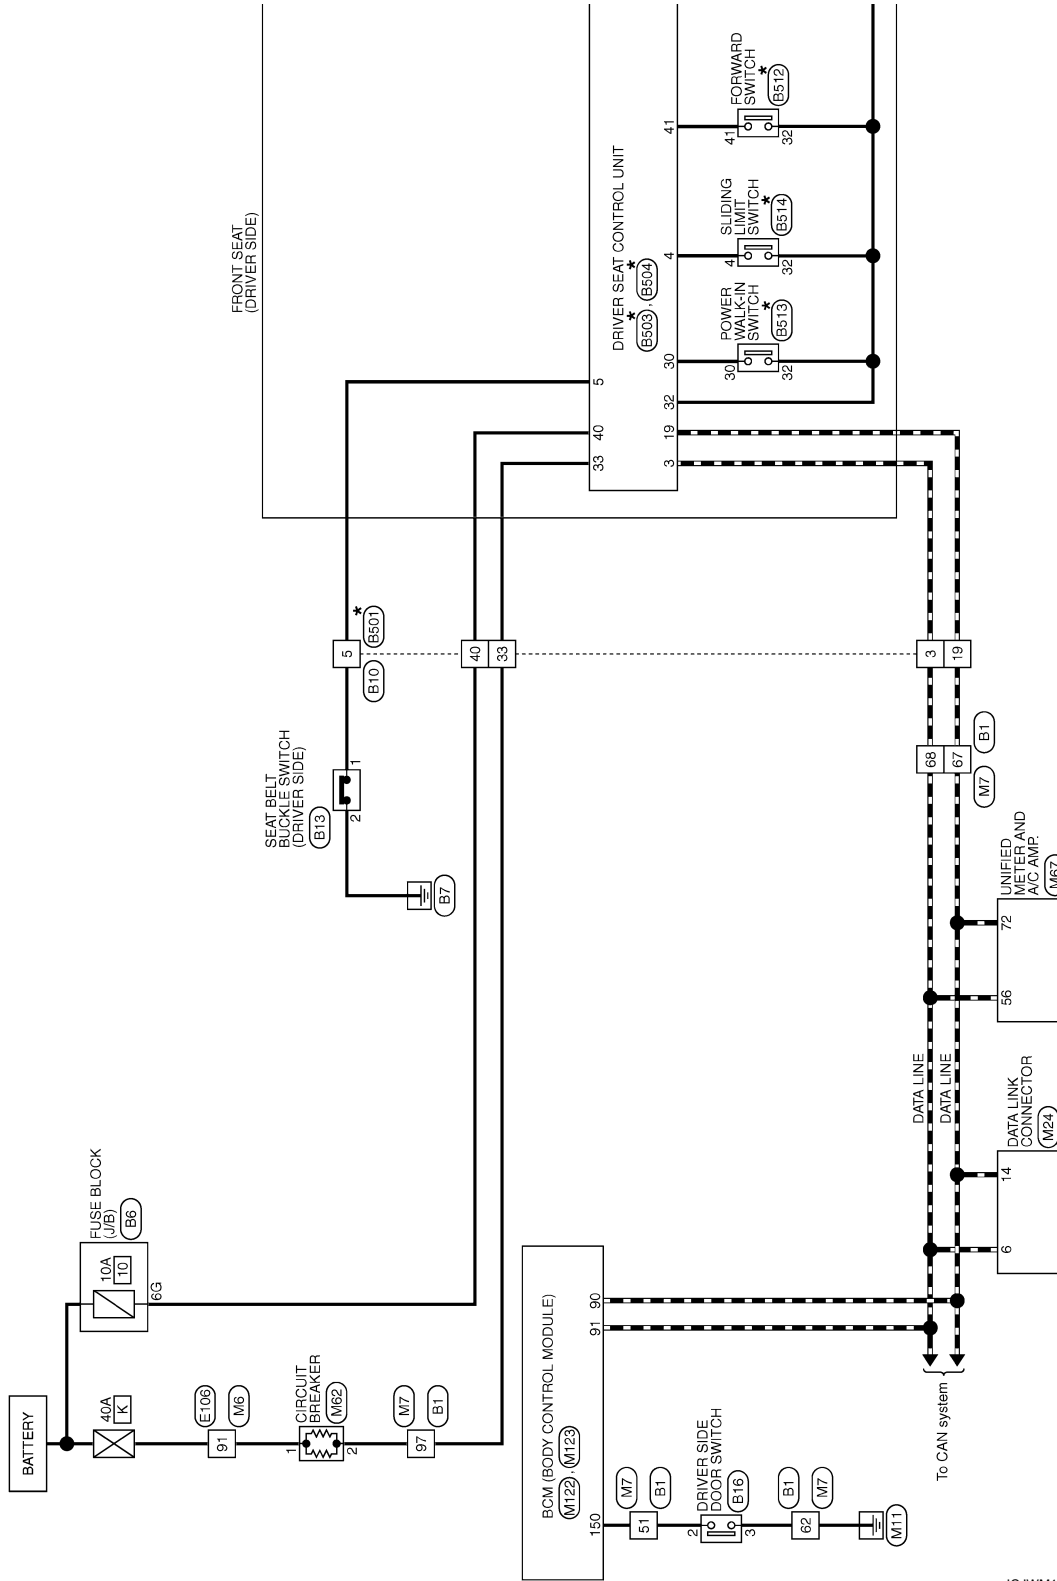 BATTERY
40A
K
FUSE BLOCK
(J/B)
B6
10A
10
6G
E106
M6
91
CIRCUIT
BREAKER
M62
1
2
M7
B1
97
SEAT BELT
BUCKLE SWITCH
(DRIVER SIDE)
B13
1
2
B7
5
B501
*
B10
40
33
FRONT SEAT
(DRIVER SIDE)
DRIVER SEAT CONTROL UNIT
B503 *, B504 *
5
40
33
41
4
30
32
19
3
FORWARD
SWITCH
*
B512
41
32
SLIDING
LIMIT
SWITCH
*
B514
4
32
POWER
WALK-IN
SWITCH
*
B513
30
32
3
19
68
67
B1
M7
UNIFIED
METER AND
A/C AMP.
M67
72
56
DATA LINE
DATA LINE
DATA LINK
CONNECTOR
M24
14
6
To CAN system
BCM (BODY CONTROL MODULE)
M122, M123
90
91
150
M7
B1
51
DRIVER SIDE
DOOR SWITCH
B16
2
3
B1
M7
62
M11